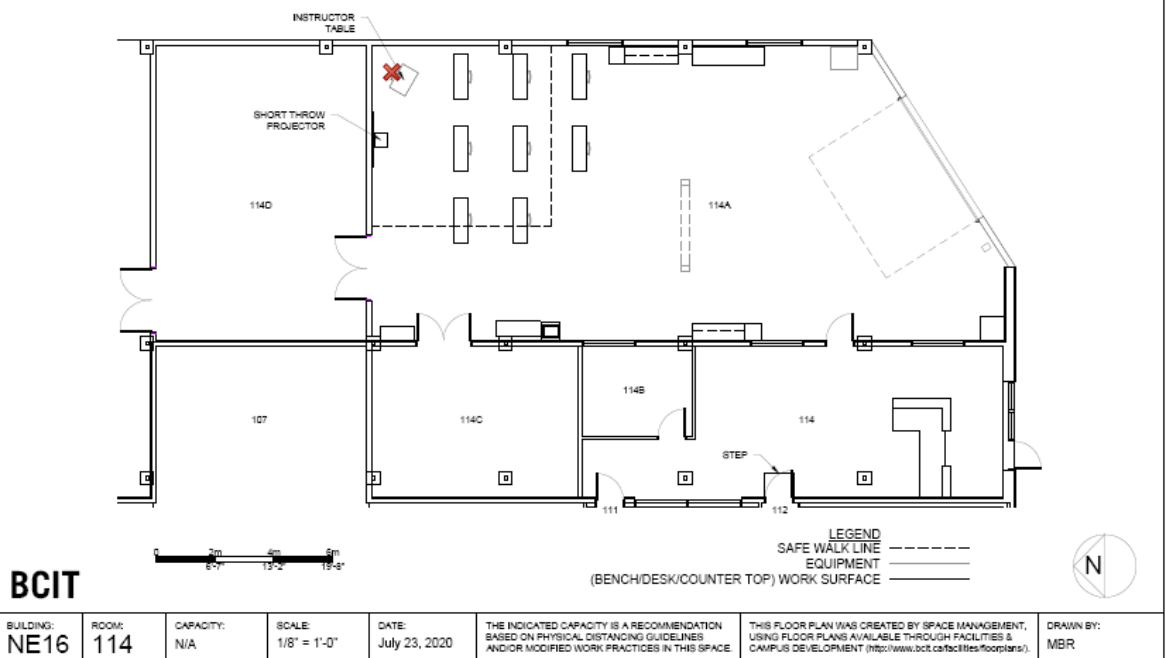 INSTRUCTOR
TABLE
SHORT THROW
PROJECTOR
114D
114A
107
114C
114B
114
STEP
111
112
0 2m 4m 6m
6'-7" 13'-2" 19'-8"
LEGEND
SAFE WALK LINE
EQUIPMENT
(BENCH/DESK/COUNTER TOP) WORK SURFACE
N
BCIT
BUILDING:
NE16
ROOM:
114
CAPACITY:
N/A
SCALE:
1/8" = 1'-0"
DATE:
July 23, 2020
THE INDICATED CAPACITY IS A RECOMMENDATION
BASED ON PHYSICAL DISTANCING GUIDELINES
AND/OR MODIFIED WORK PRACTICES IN THIS SPACE.
THIS FLOOR PLAN WAS CREATED BY SPACE MANAGEMENT,
USING FLOOR PLANS AVAILABLE THROUGH FACILITIES &
CAMPUS DEVELOPMENT (http://www.bcit.ca/facilities/floorplans/).
DRAWN BY:
MBR